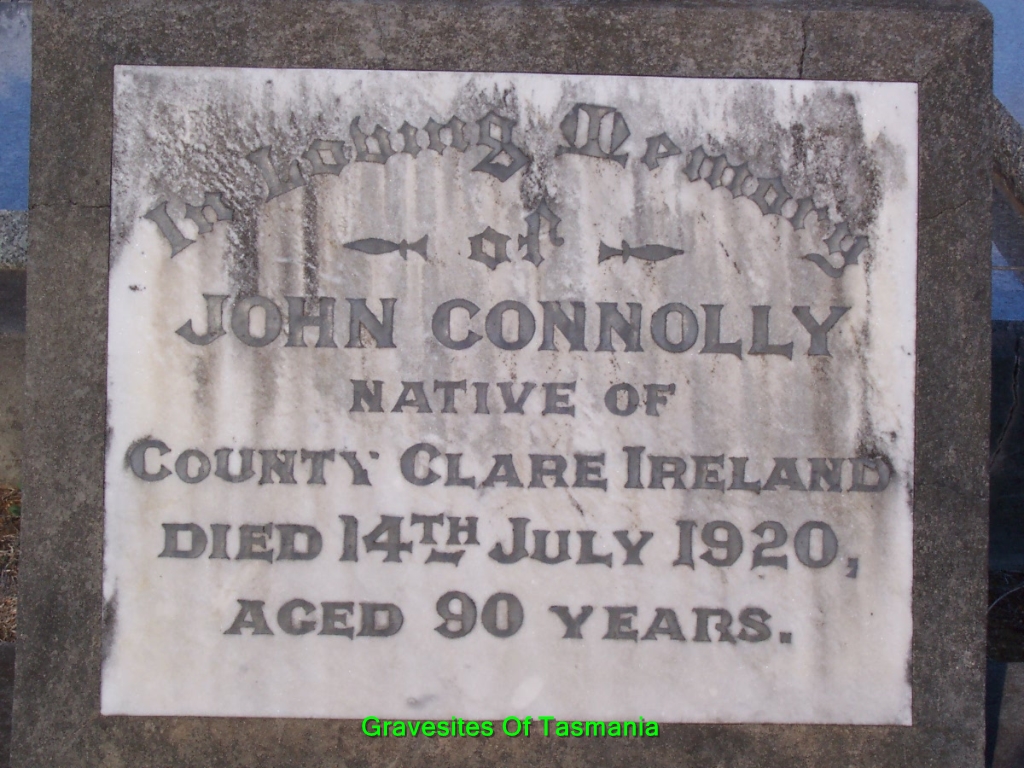 In Loving Memory
of
JOHN CONNOLLY
NATIVE OF
COUNTY CLARE IRELAND
DIED 14TH JULY 1920,
AGED 90 YEARS.
Gravesites Of Tasmania